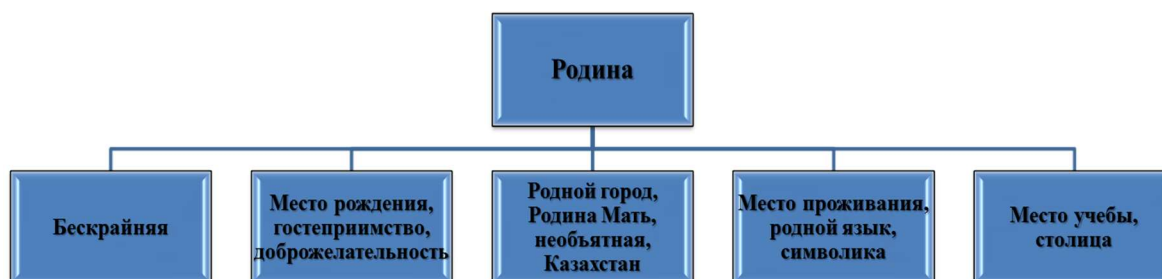 Родина
Бескрайняя
Место рождения,
гостеприимство,
доброжелательность
Родной город,
Родина Мать,
необъятная,
Казахстан
Место проживания,
родной язык,
символика
Место учебы,
столица